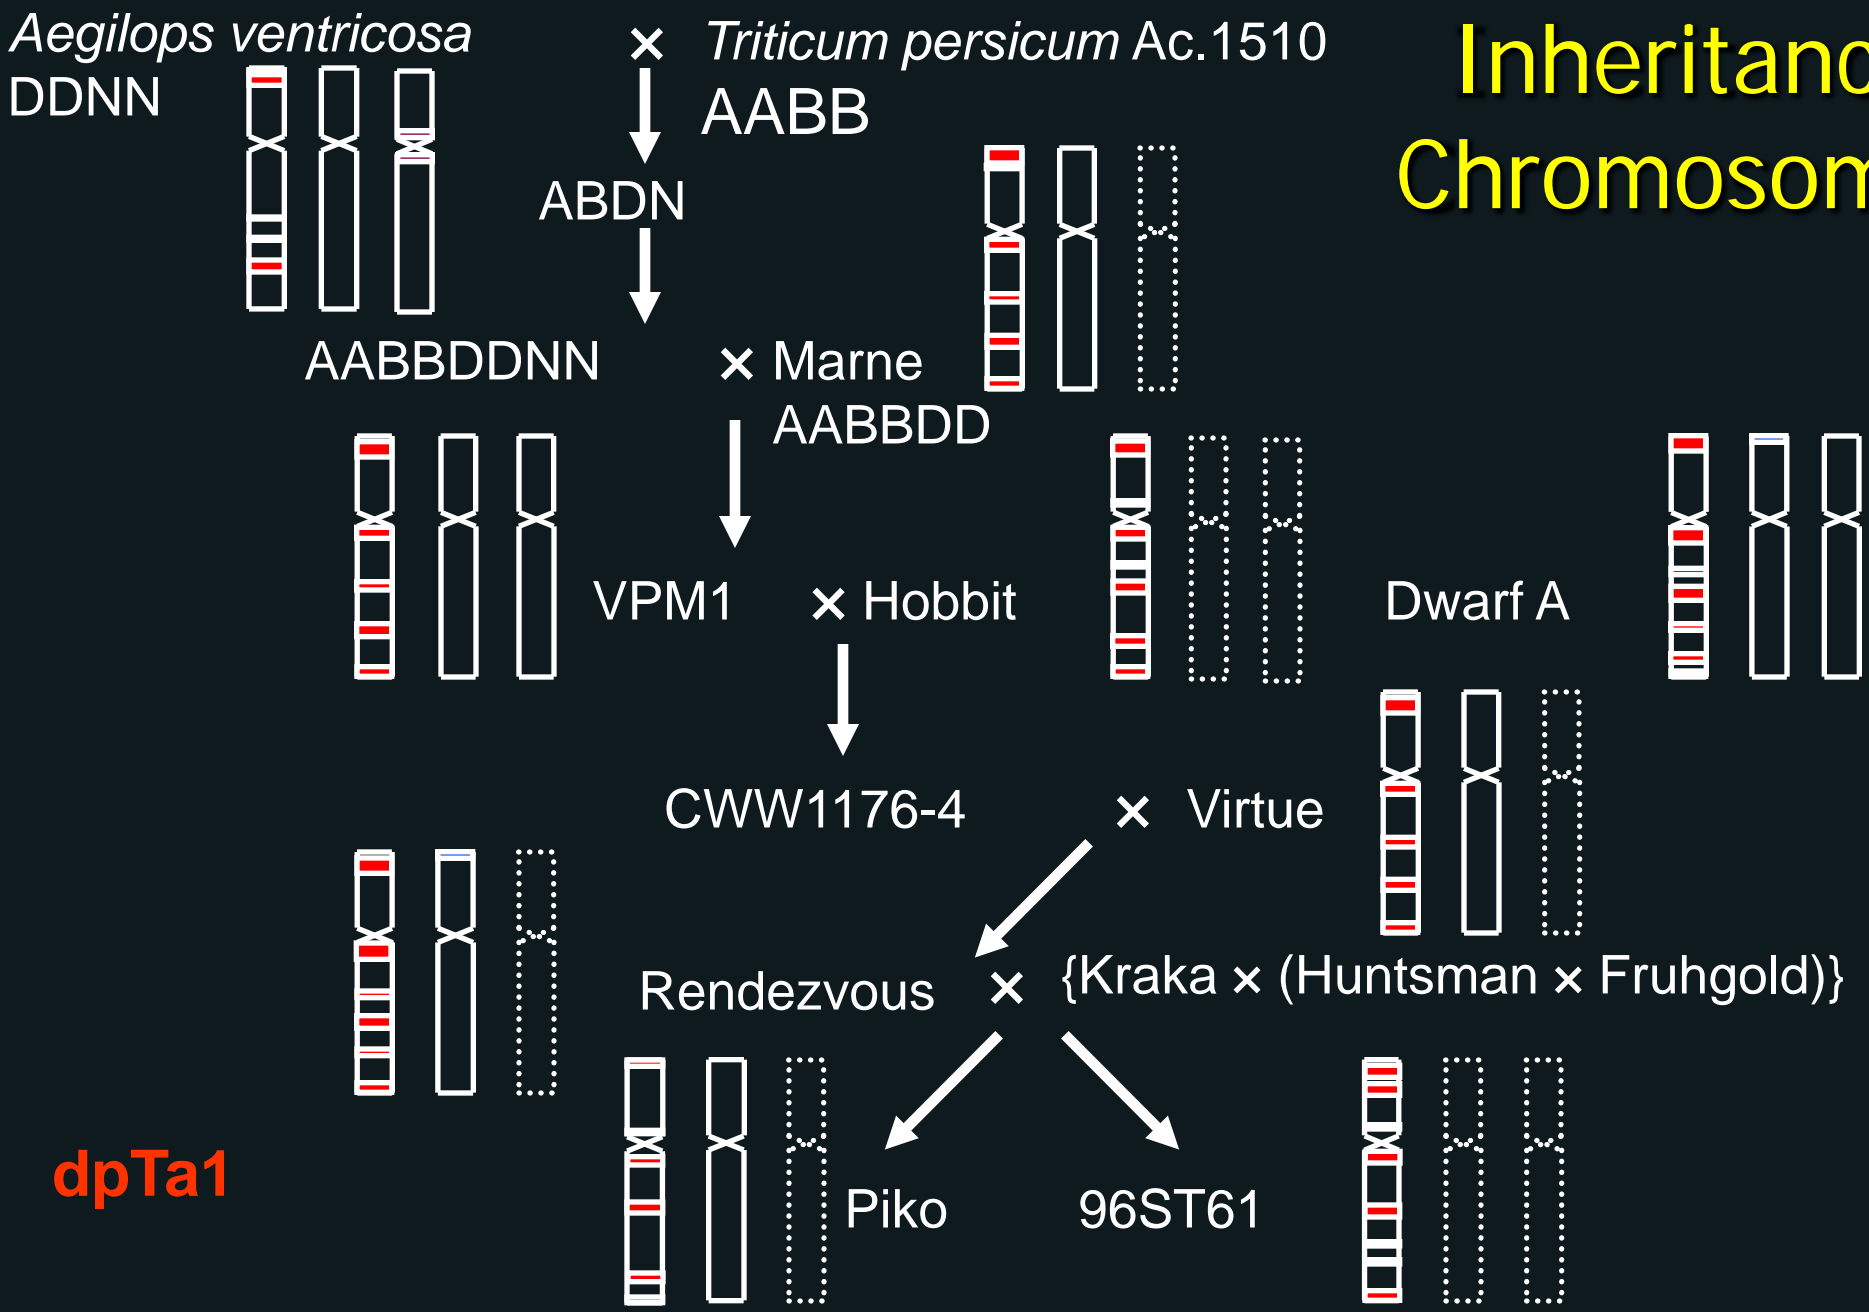 Aegilops ventricosa × Triticum persicum Ac.1510
DDNN
AABB
Inheritanc
Chromosom
ABDN
AABBDDNN × Marne
AABBDD
VPM1 × Hobbit
Dwarf A
CWW1176-4 × Virtue
Rendezvous × {Kraka × (Huntsman × Fruhgold)}
dpTa1
Piko
96ST61